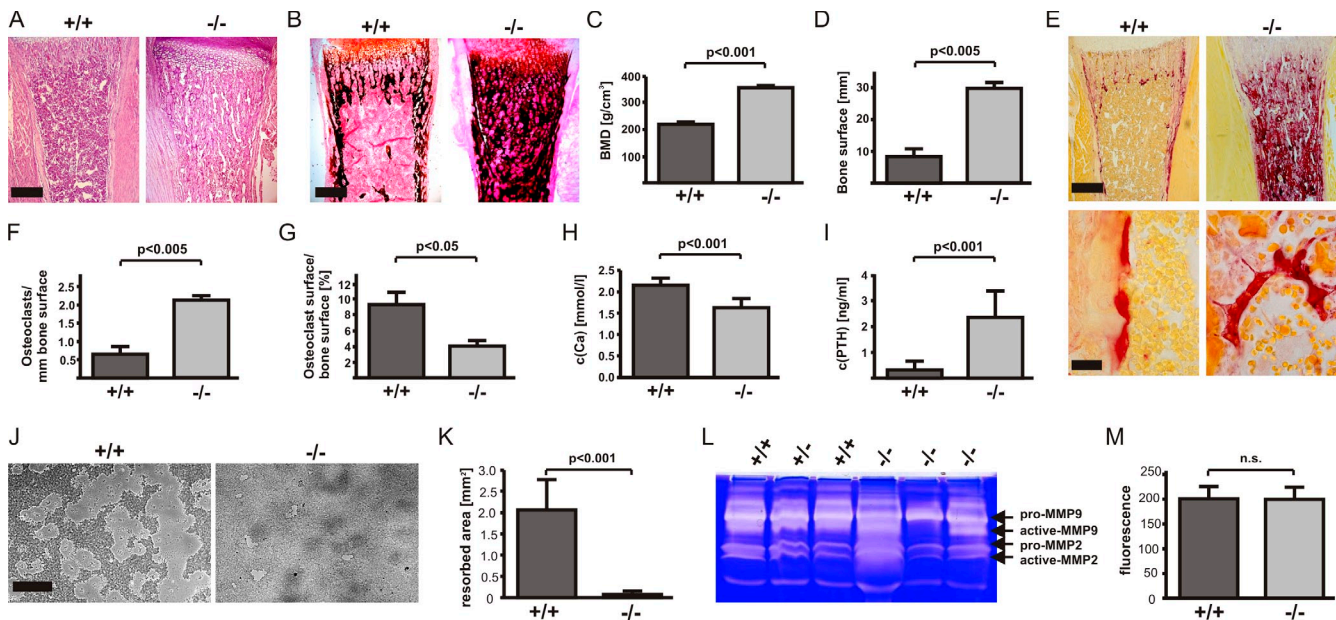 A
+/+
-/-
B
+/+
-/-
C
p<0.001
BMD [g/cm³]
400
300
200
100
+/+
-/-
D
p<0.005
Bone surface [mm]
30
20
10
+/+
-/-
E
+/+
-/-
F
p<0.005
Osteoclasts/
mm bone surface
2.5
2.0
1.5
1.0
0.5
+/+
-/-
G
p<0.05
Osteoclast surface/
bone surface [%]
12
10
8
6
4
2
+/+
-/-
H
p<0.001
c(Ca) [mmol/l]
2.5
2.0
1.5
1.0
0.5
0.0
+/+
-/-
I
p<0.001
c(PTH) [ng/ml]
4
3
2
1
+/+
-/-
J
+/+
-/-
K
p<0.001
resorbed area [mm²]
3.0
2.5
2.0
1.5
1.0
0.5
0
+/+
-/-
L
+/+
+/-
+/+
-/-
-/-
-/-
pro-MMP9
active-MMP9
pro-MMP2
active-MMP2
M
n.s.
fluorescence
250
200
150
100
50
0
+/+
-/-